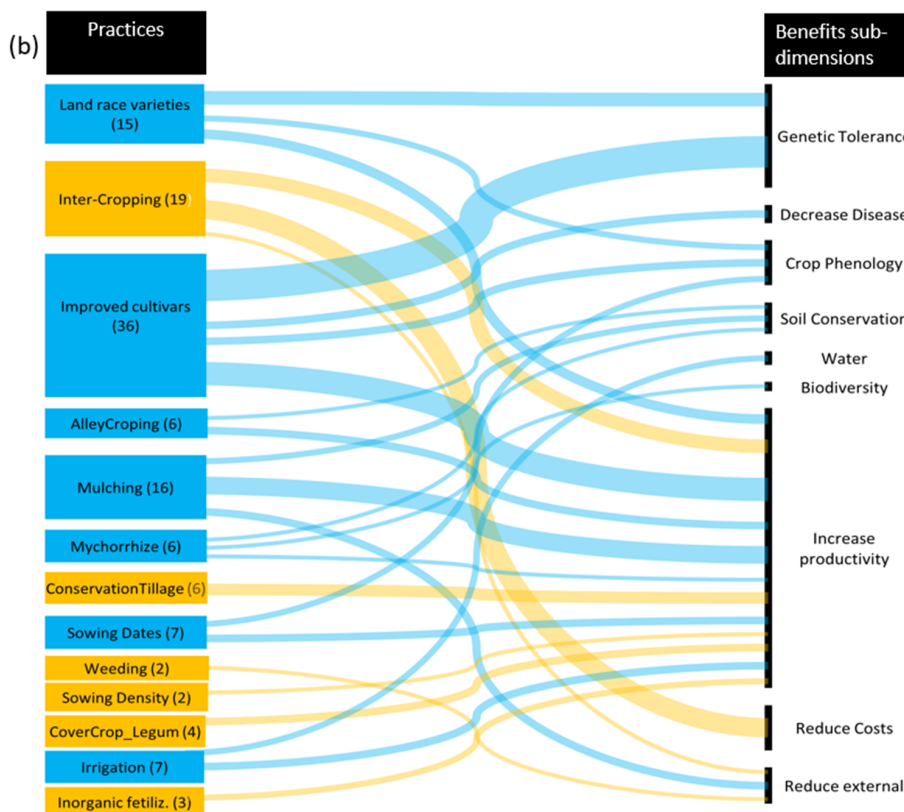 (b)
Practices
Benefits sub-
dimensions
Land race varieties
(15)
Inter-Cropping (19)
Improved cultivars
(36)
AlleyCroping (6)
Mulching (16)
Mychorrhize (6)
ConservationTillage (6)
Sowing Dates (7)
Weeding (2)
Sowing Density (2)
CoverCrop_Legum (4)
Irrigation (7)
Inorganic fetiliz. (3)
Genetic Tolerance
Decrease Disease
Crop Phenology
Soil Conservation
Water
Biodiversity
Increase
productivity
Reduce Costs
Reduce external